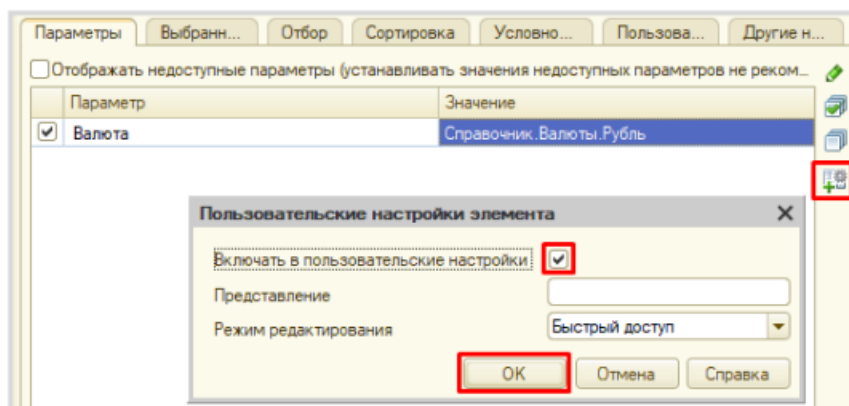 Параметры Выбранн... Отбор Сортировка Условно... Пользова... Другие н...
Отображать недоступные параметры (устанавливать значения недоступных параметров не реком...
Параметр Значение
Валюта Справочник.Валюты.Рубль
Пользовательские настройки элемента
Включать в пользовательские настройки
Представление
Режим редактирования Быстрый доступ
ОК Отмена Справка